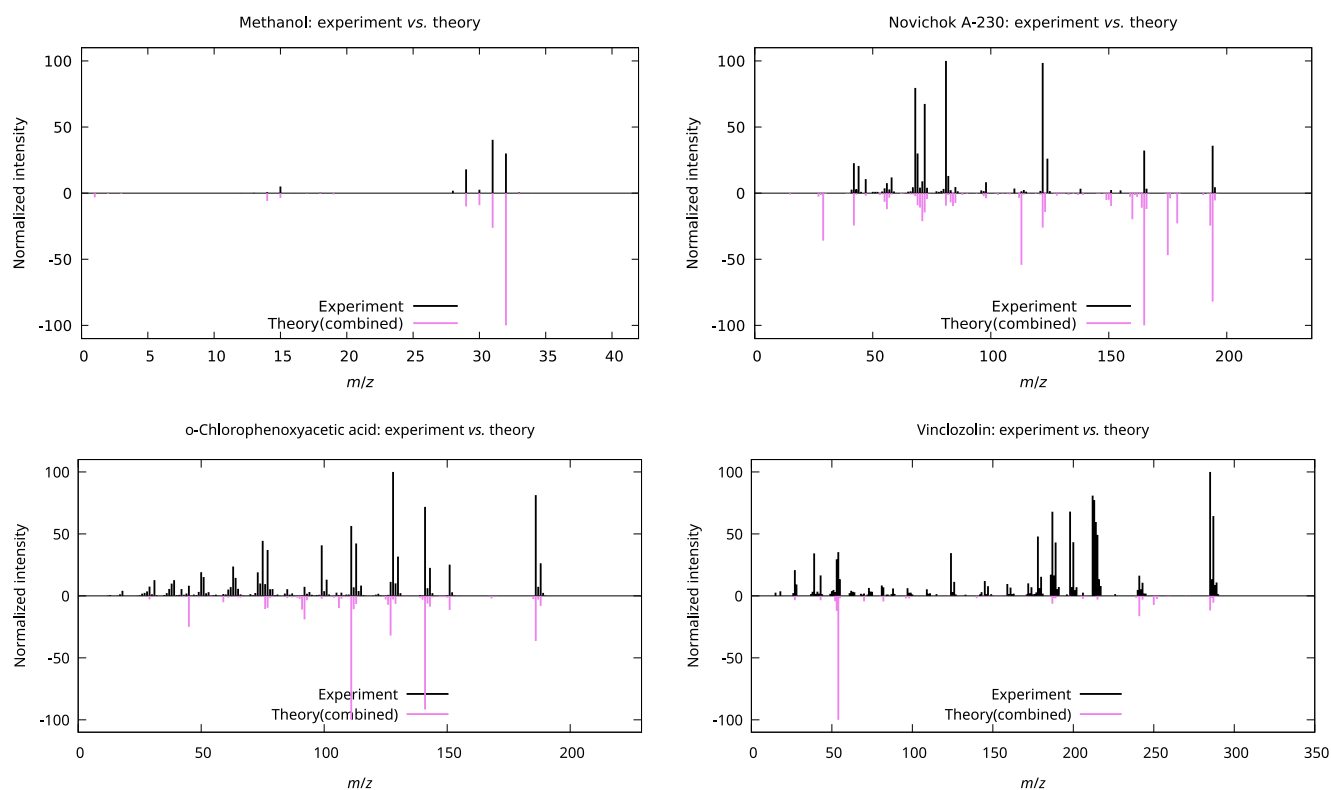 Methanol: experiment vs. theory
100
50
0
-50
-100
Normalized intensity
Experiment
Theory(combined)
0 5 10 15 20 25 30 35 40
m/z
Novichok A-230: experiment vs. theory
100
50
0
-50
-100
Normalized intensity
Experiment
Theory(combined)
0 50 100 150 200
m/z
o-Chlorophenoxyacetic acid: experiment vs. theory
100
50
0
-50
-100
Normalized intensity
Experiment
Theory(combined)
0 50 100 150 200
m/z
Vinclozolin: experiment vs. theory
100
50
0
-50
-100
Normalized intensity
Experiment
Theory(combined)
0 50 100 150 200 250 300 350
m/z